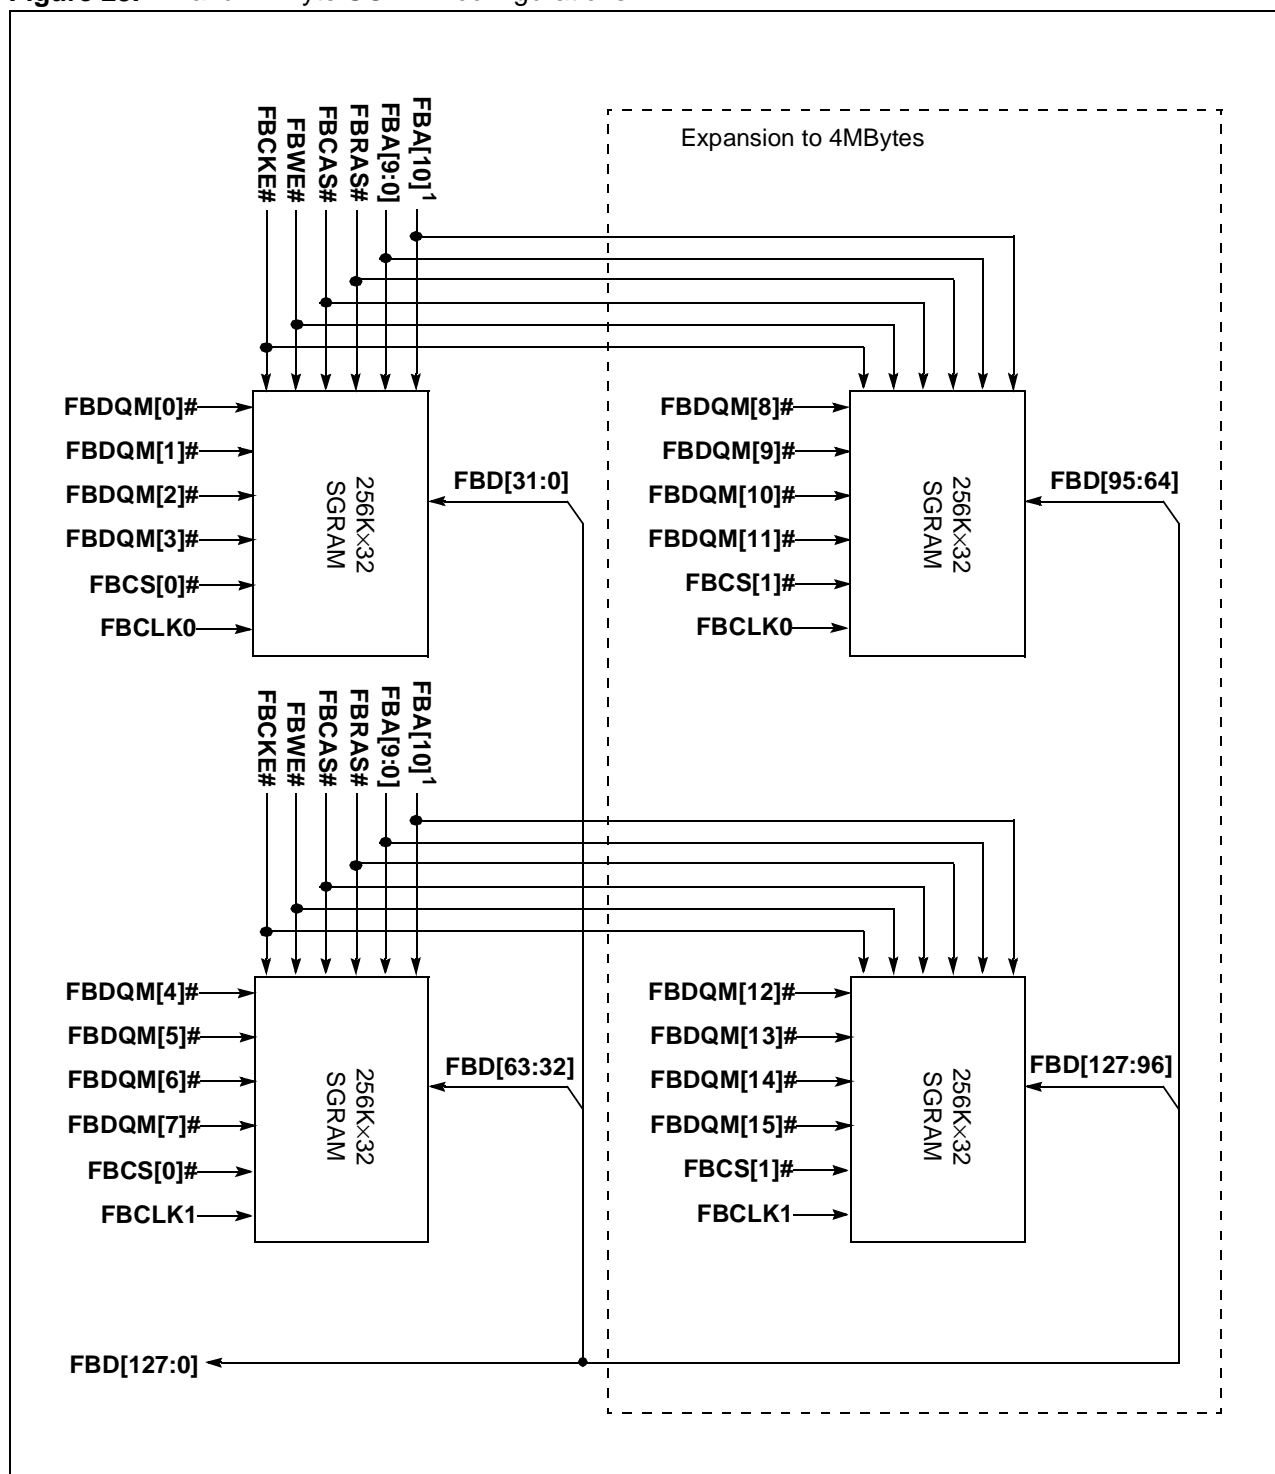 FBCKE#
FBWE#
FBCAS#
FBRAS#
FBA[9:0]
FBA[10]1
Expansion to 4MBytes
FBDQM[0]#
FBDQM[1]#
FBDQM[2]#
FBDQM[3]#
FBCS[0]#
FBCLK0
256K×32
SGRAM
FBD[31:0]
FBDQM[8]#
FBDQM[9]#
FBDQM[10]#
FBDQM[11]#
FBCS[1]#
FBCLK0
256K×32
SGRAM
FBD[95:64]
FBCKE#
FBWE#
FBCAS#
FBRAS#
FBA[9:0]
FBA[10]1
FBDQM[4]#
FBDQM[5]#
FBDQM[6]#
FBDQM[7]#
FBCS[0]#
FBCLK1
256K×32
SGRAM
FBD[63:32]
FBDQM[12]#
FBDQM[13]#
FBDQM[14]#
FBDQM[15]#
FBCS[1]#
FBCLK1
256K×32
SGRAM
FBD[127:96]
FBD[127:0]